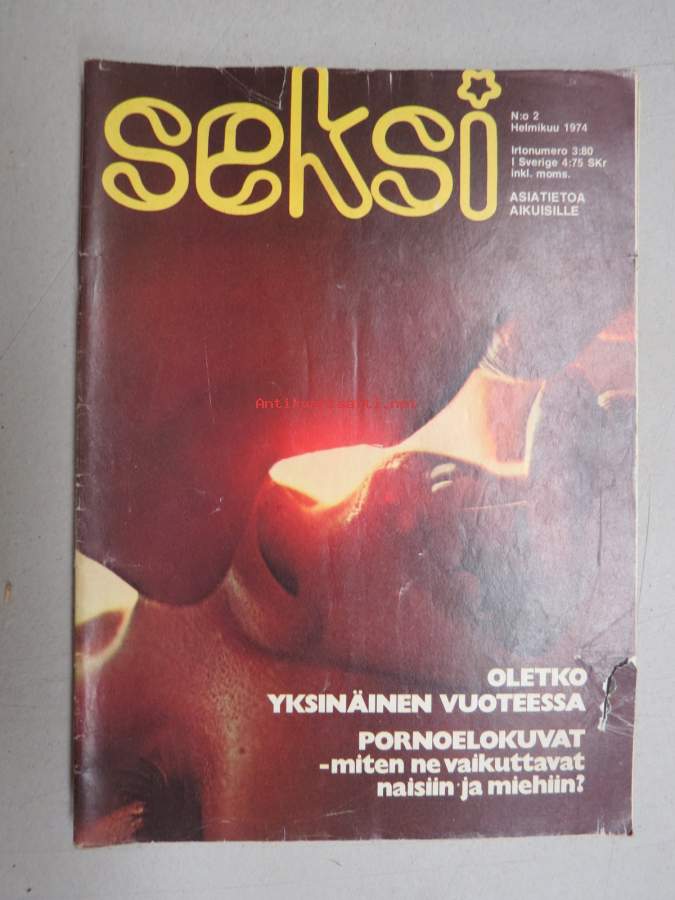 seksi
N:o 2
Helmikuu 1974
Irtonumero 3:80
I Sverige 4:75 SKr
inkl. moms.
ASIATIETOA
AIKUISILLE
Antikvariaatti.net
OLETKO
YKSINÄINEN VUOTEESSA
PORNOELOKUVAT
-miten ne vaikuttavat
naisiin ja miehiin?